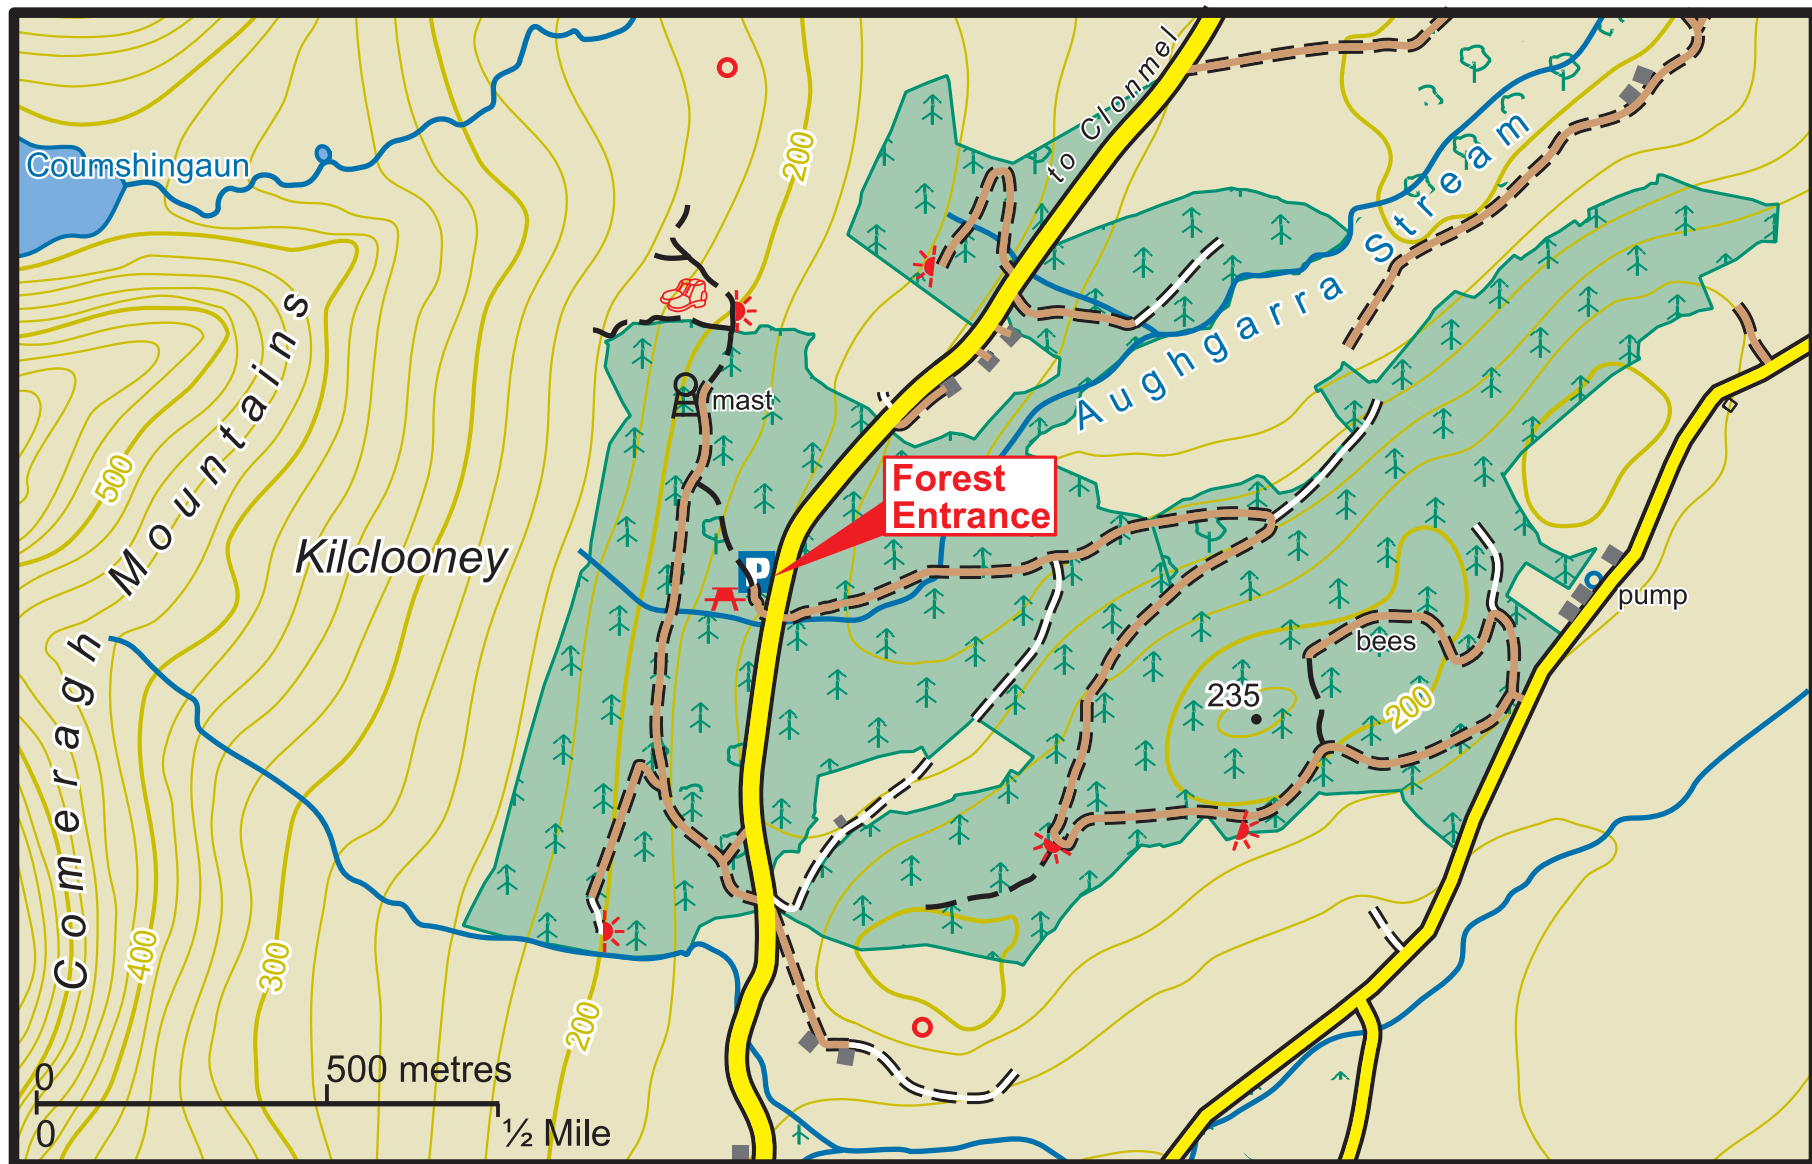 to Clonmel
200
Coumshingaun
Aughgarra Stream
mast
Comeragh Mountains
500
Forest
Entrance
P
Kilclooney
pump
bees
235
200
400
300
200
0
500 metres
0
½ Mile